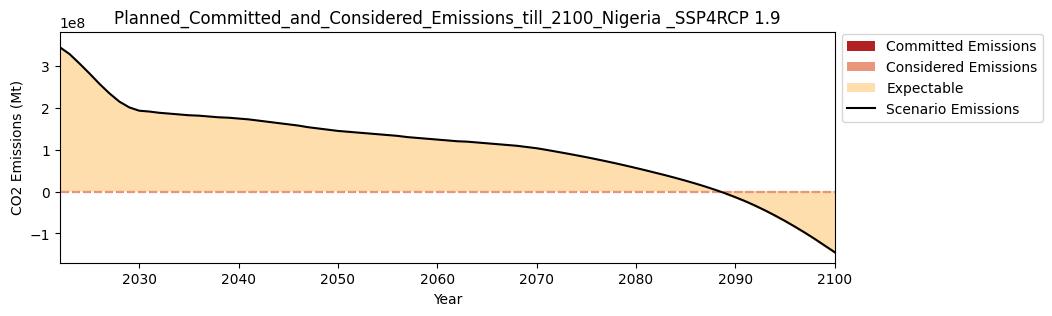 Planned_Committed_and_Considered_Emissions_till_2100_Nigeria _SSP4RCP 1.9
1e8
3
2
1
0
−1
CO2 Emissions (Mt)
2030 2040 2050 2060 2070 2080 2090 2100
Year
Committed Emissions
Considered Emissions
Expectable
Scenario Emissions